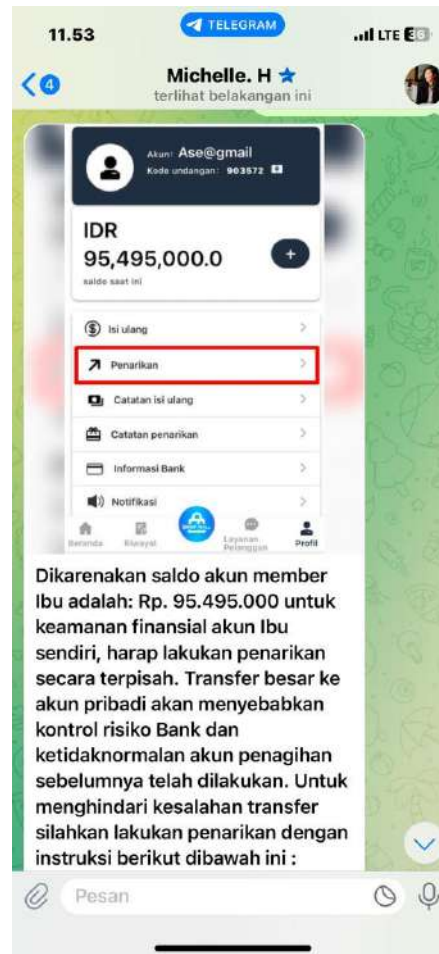 11.53
TELEGRAM
LTE
4
Michelle. H
terlihat belakangan ini
Akun: Ase@gmail
Kode undangan: 903572
IDR
95,495,000.0
+
saldo saat ini
Isi ulang
Penarikan
Catatan isi ulang
Catatan penarikan
Informasi Bank
Notifikasi
Beranda
Riwayat
Layanan
Pelanggan
Profil
Dikarenakan saldo akun member
Ibu adalah: Rp. 95.495.000 untuk
keamanan finansial akun Ibu
sendiri, harap lakukan penarikan
secara terpisah. Transfer besar ke
akun pribadi akan menyebabkan
kontrol risiko Bank dan
ketidaknormalan akun penagihan
sebelumnya telah dilakukan. Untuk
menghindari kesalahan transfer
silahkan lakukan penarikan dengan
instruksi berikut dibawah ini :
Pesan